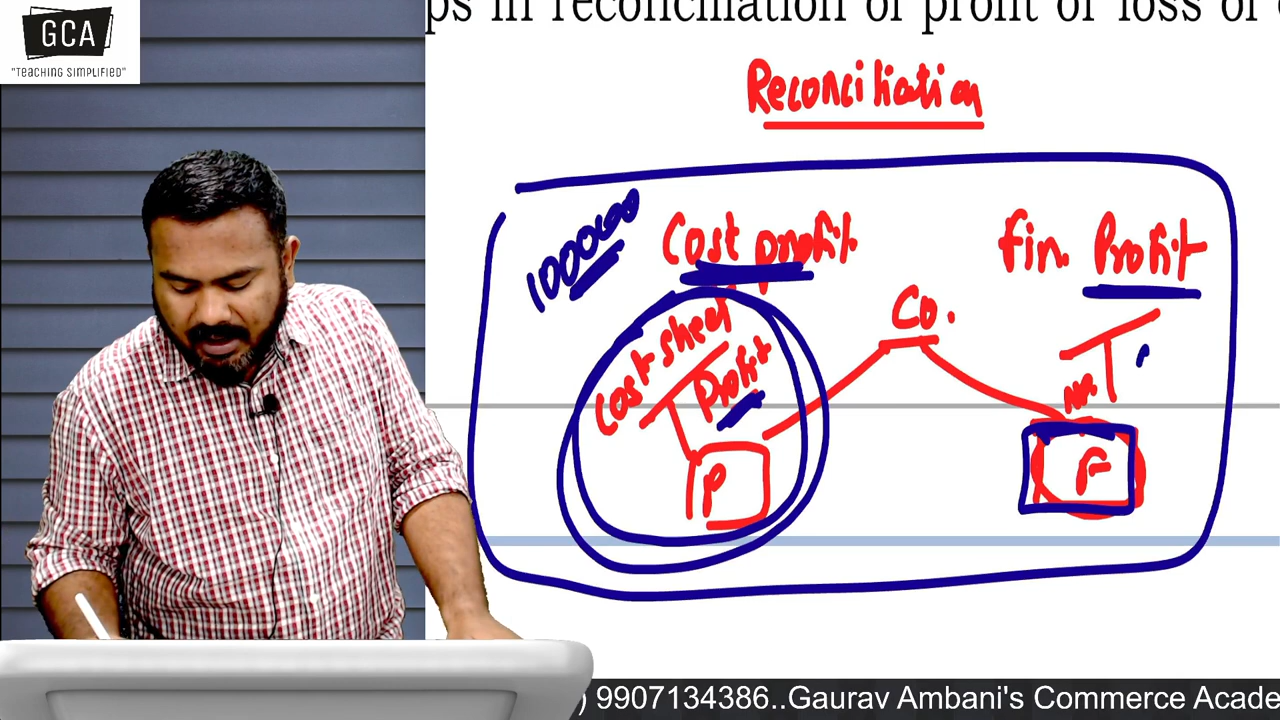 GCA
"TEACHING SIMPLIFIED"
ps in reconciliation of profit or loss of
Reconciliation
100000
Cost profit
fin. Profit
Co.
Cost sheet
Profit
P
F
) 9907134386..Gaurav Ambani's Commerce Acade